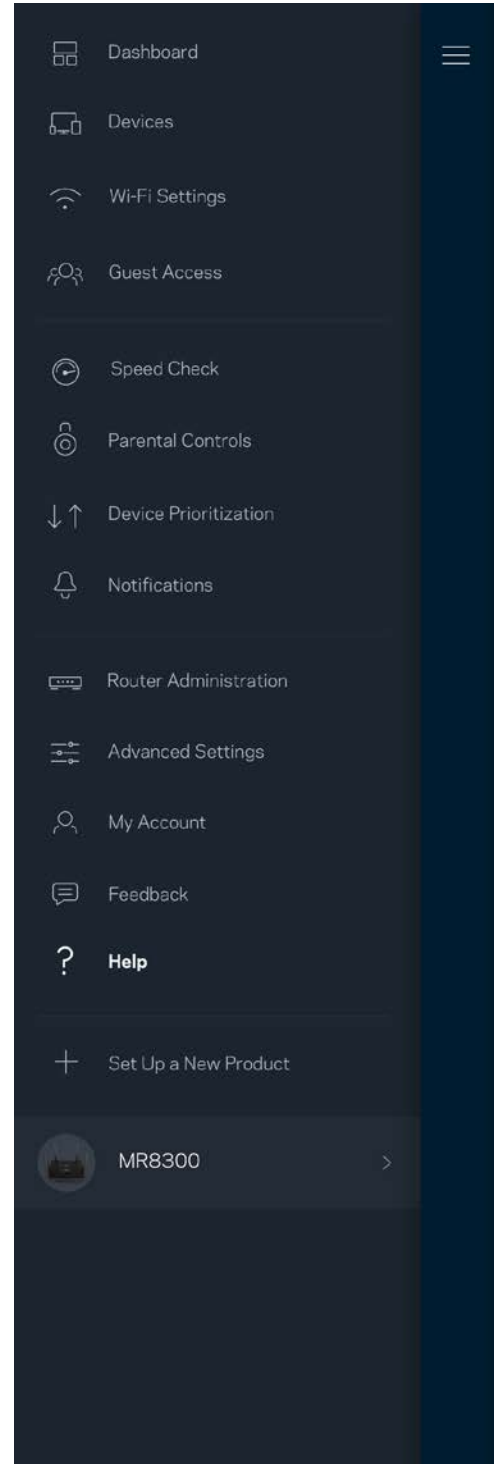 Dashboard
Devices
Wi-Fi Settings
Guest Access
Speed Check
Parental Controls
Device Prioritization
Notifications
Router Administration
Advanced Settings
My Account
Feedback
? Help
Set Up a New Product
MR8300